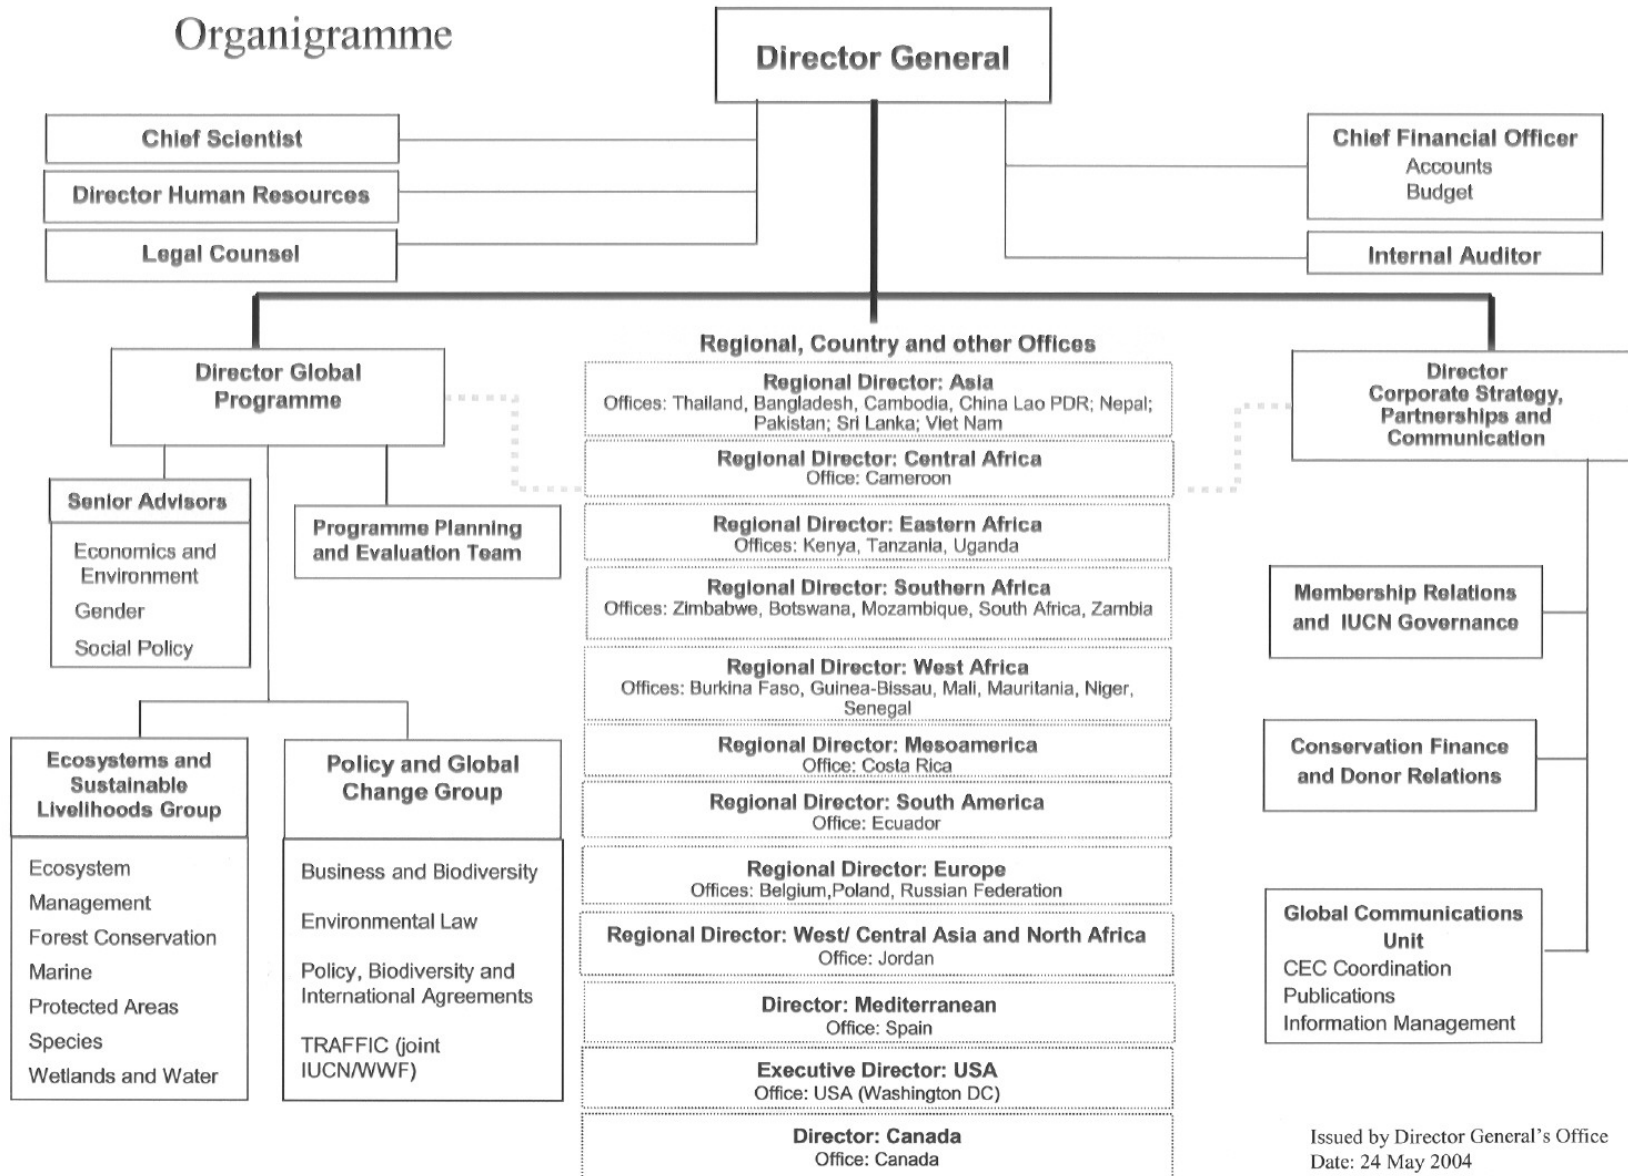 Organigramme
Director General
Chief Scientist
Director Human Resources
Legal Counsel
Chief Financial Officer
Accounts
Budget
Internal Auditor
Director Global
Programme
Senior Advisors
Economics and
Environment
Gender
Social Policy
Programme Planning
and Evaluation Team
Ecosystems and
Sustainable
Livelihoods Group
Ecosystem
Management
Forest Conservation
Marine
Protected Areas
Species
Wetlands and Water
Policy and Global
Change Group
Business and Biodiversity
Environmental Law
Policy, Biodiversity and
International Agreements
TRAFFIC (joint
IUCN/WWF)
Regional, Country and other Offices
Regional Director: Asia
Offices: Thailand, Bangladesh, Cambodia, China Lao PDR; Nepal;
Pakistan; Sri Lanka; Viet Nam
Regional Director: Central Africa
Office: Cameroon
Regional Director: Eastern Africa
Offices: Kenya, Tanzania, Uganda
Regional Director: Southern Africa
Offices: Zimbabwe, Botswana, Mozambique, South Africa, Zambia
Regional Director: West Africa
Offices: Burkina Faso, Guinea-Bissau, Mali, Mauritania, Niger,
Senegal
Regional Director: Mesoamerica
Office: Costa Rica
Regional Director: South America
Office: Ecuador
Regional Director: Europe
Offices: Belgium,Poland, Russian Federation
Regional Director: West/ Central Asia and North Africa
Office: Jordan
Director: Mediterranean
Office: Spain
Executive Director: USA
Office: USA (Washington DC)
Director: Canada
Office: Canada
Director
Corporate Strategy,
Partnerships and
Communication
Membership Relations
and IUCN Governance
Conservation Finance
and Donor Relations
Global Communications
Unit
CEC Coordination
Publications
Information Management
Issued by Director General's Office
Date: 24 May 2004